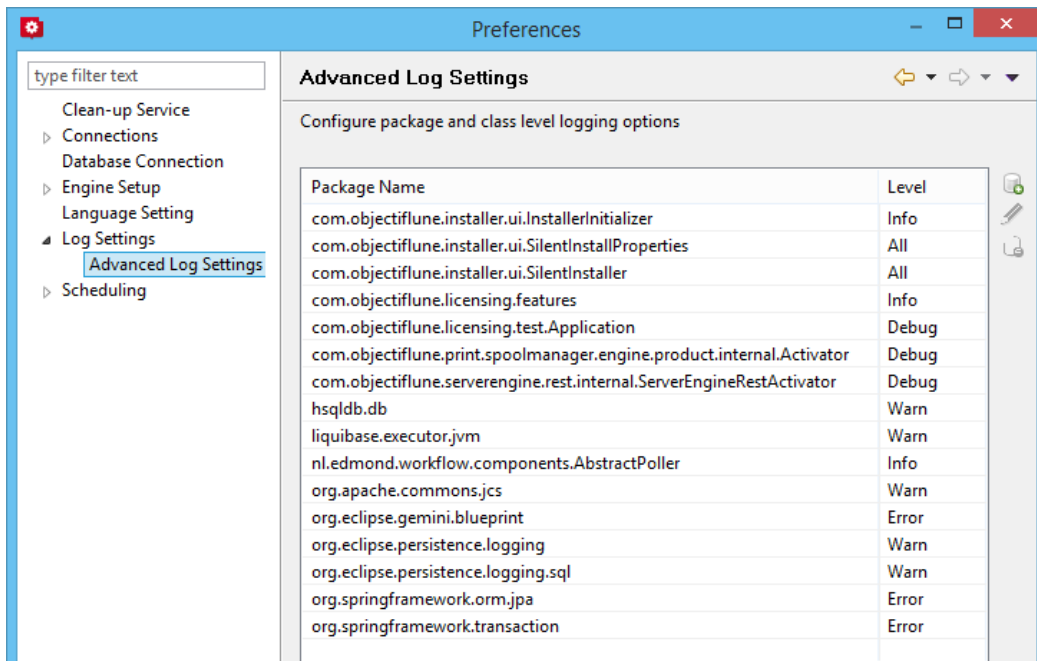 Preferences
type filter text
Clean-up Service
Connections
Database Connection
Engine Setup
Language Setting
Log Settings
Advanced Log Settings
Scheduling
Advanced Log Settings
Configure package and class level logging options
Package Name Level
com.objectiflune.installer.ui.InstallerInitializer Info
com.objectiflune.installer.ui.SilentInstallProperties All
com.objectiflune.installer.ui.SilentInstaller All
com.objectiflune.licensing.features Info
com.objectiflune.licensing.test.Application Debug
com.objectiflune.print.spoolmanager.engine.product.internal.Activator Debug
com.objectiflune.serverengine.rest.internal.ServerEngineRestActivator Debug
hsqldb.db Warn
liquibase.executor.jvm Warn
nl.edmond.workflow.components.AbstractPoller Info
org.apache.commons.jcs Warn
org.eclipse.gemini.blueprint Error
org.eclipse.persistence.logging Warn
org.eclipse.persistence.logging.sql Warn
org.springframework.orm.jpa Error
org.springframework.transaction Error